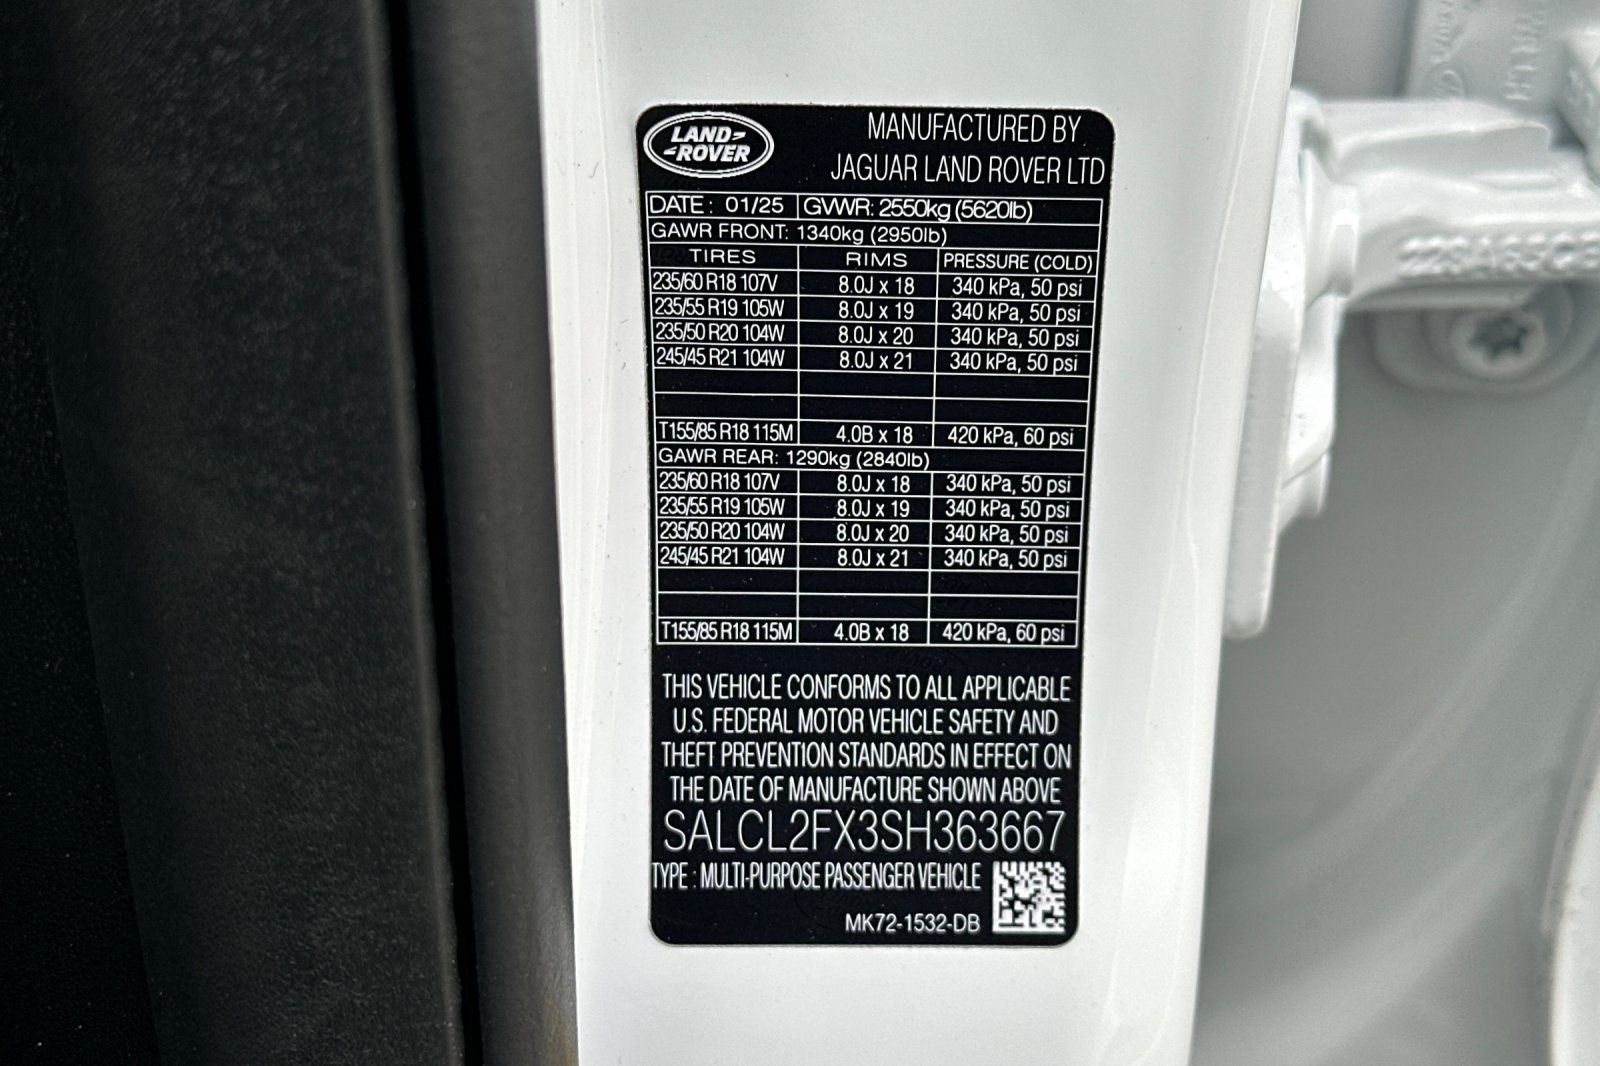 LAND-
-ROVER
MANUFACTURED BY
JAGUAR LAND ROVER LTD
DATE: 01/25 GVWR: 2550kg (5620lb)
GAWR FRONT: 1340kg (2950lb)
TIRES RIMS PRESSURE (COLD)
235/60 R18 107V 8.0J x 18 340 kPa, 50 psi
235/55 R19 105W 8.0J x 19 340 kPa, 50 psi
235/50 R20 104W 8.0J x 20 340 kPa, 50 psi
245/45 R21 104W 8.0J x 21 340 kPa, 50 psi
T155/85 R18 115M 4.0B x 18 420 kPa, 60 psi
GAWR REAR: 1290kg (2840lb)
235/60 R18 107V 8.0J x 18 340 kPa, 50 psi
235/55 R19 105W 8.0J x 19 340 kPa, 50 psi
235/50 R20 104W 8.0J x 20 340 kPa, 50 psi
245/45 R21 104W 8.0J x 21 340 kPa, 50 psi
T155/85 R18 115M 4.0B x 18 420 kPa, 60 psi
THIS VEHICLE CONFORMS TO ALL APPLICABLE
U.S. FEDERAL MOTOR VEHICLE SAFETY AND
THEFT PREVENTION STANDARDS IN EFFECT ON
THE DATE OF MANUFACTURE SHOWN ABOVE
SALCL2FX3SH363667
TYPE : MULTI-PURPOSE PASSENGER VEHICLE
MK72-1532-DB